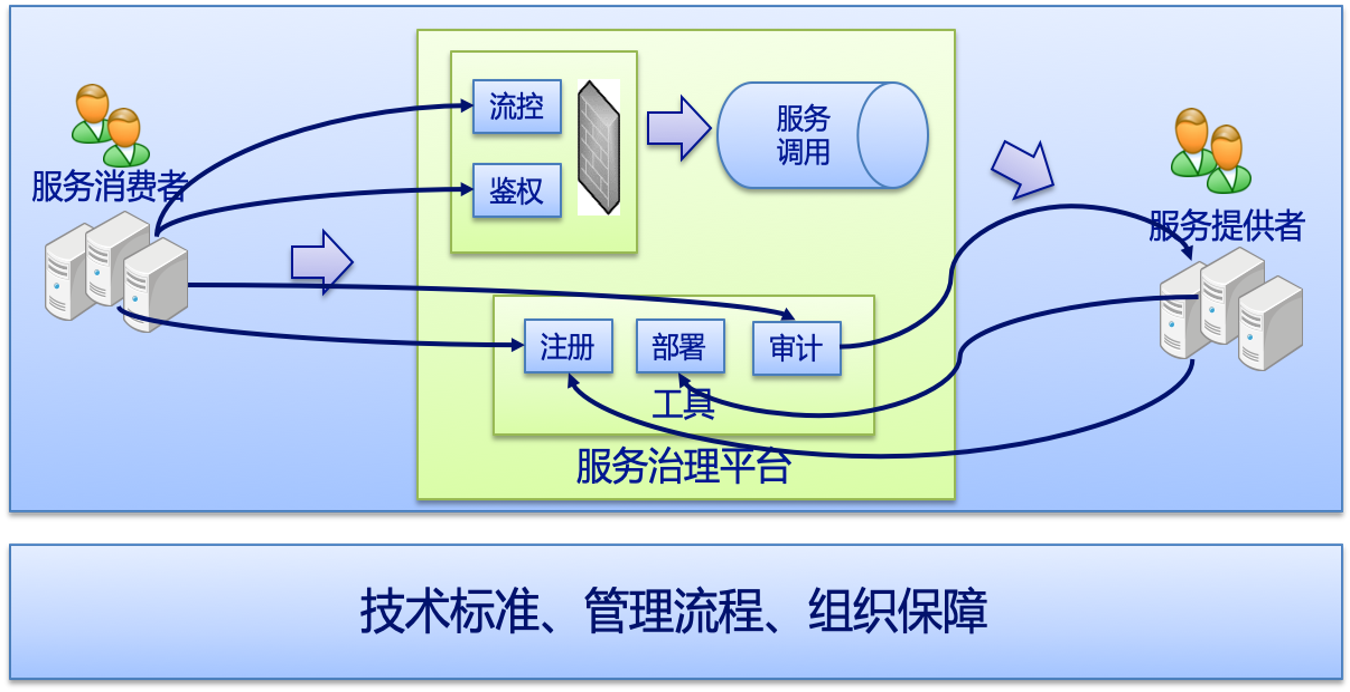 服务消费者
流控
鉴权
服务
调用
服务提供者
注册
部署
审计
工具
服务治理平台
技术标准、管理流程、组织保障